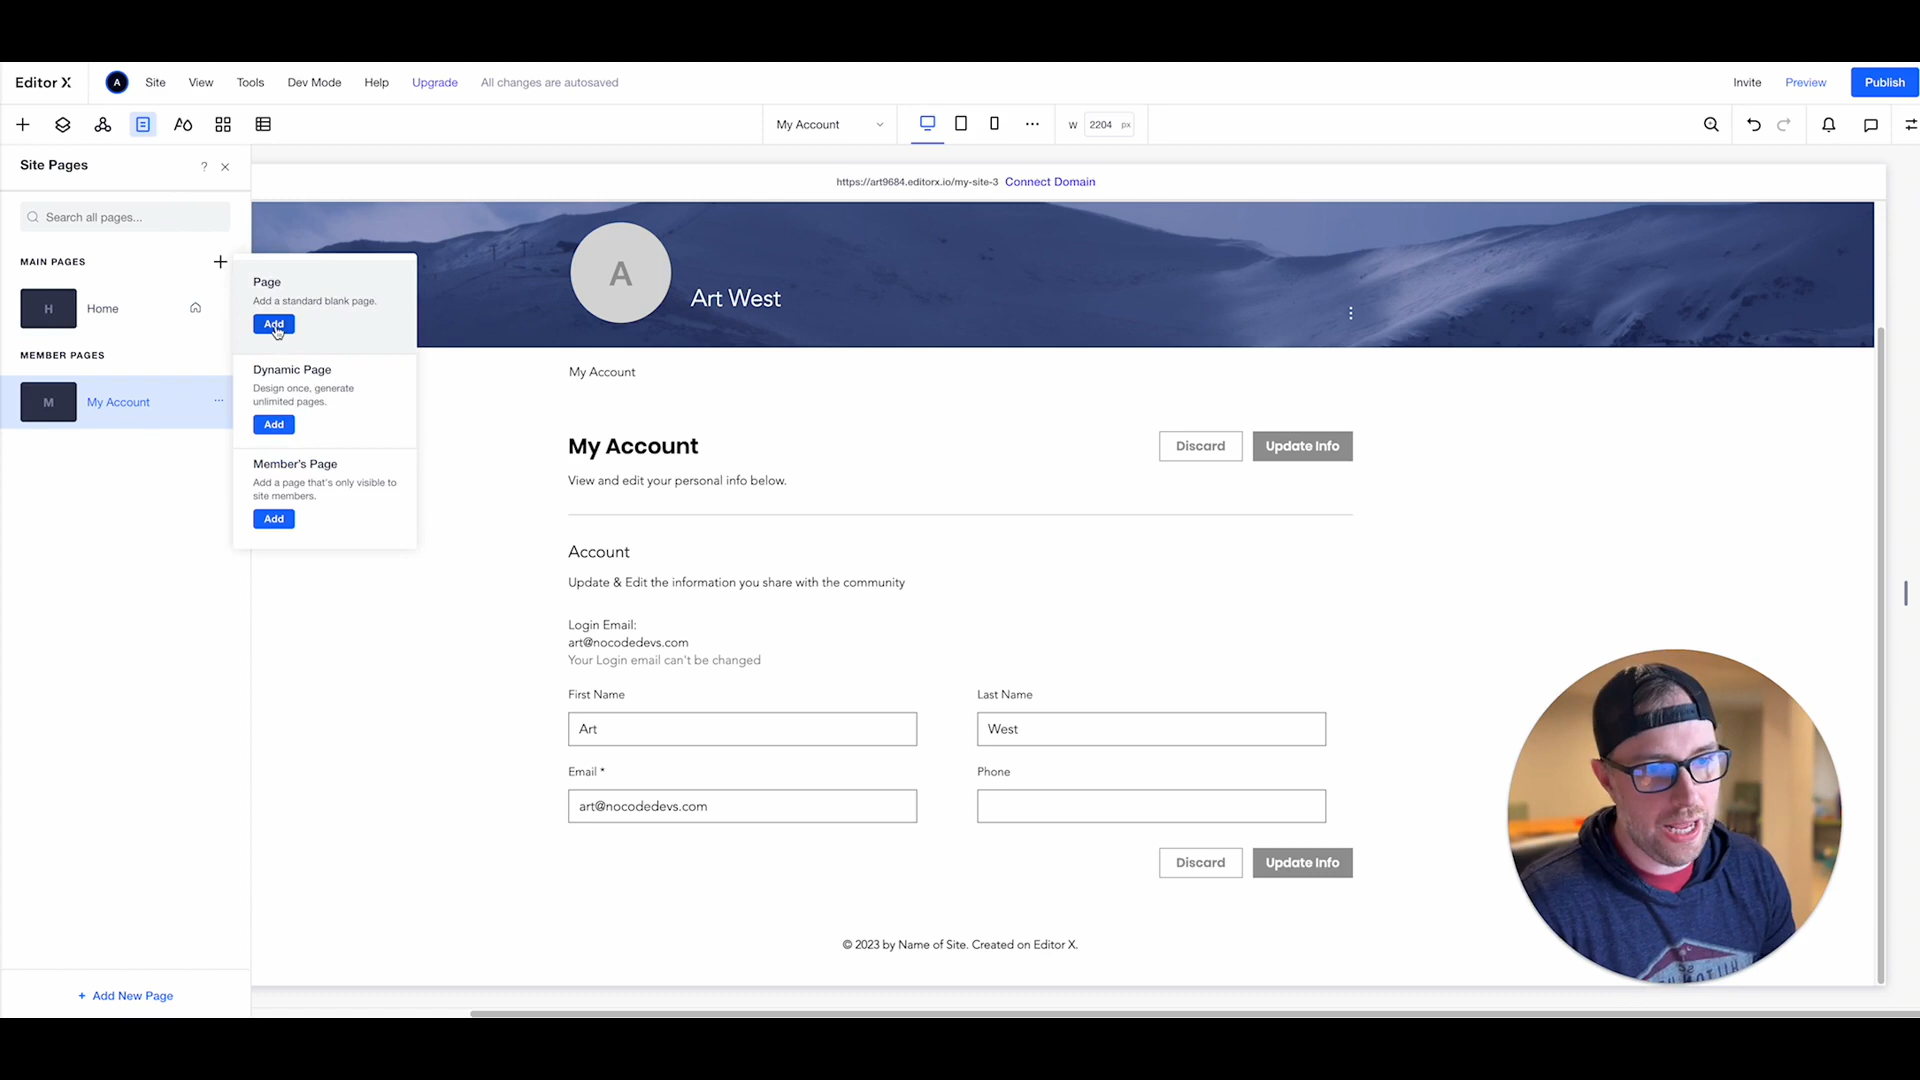 Editor X
A
Site
View
Tools
Dev Mode
Help
Upgrade
All changes are autosaved
Invite
Preview
Publish
My Account
W
2204
px
Site Pages
?
Search all pages...
MAIN PAGES
H
Home
MEMBER PAGES
M
My Account
+ Add New Page
Page
Add a standard blank page.
Add
Dynamic Page
Design once, generate
unlimited pages.
Add
Member's Page
Add a page that's only visible to
site members.
Add
https://art9684.editorx.io/my-site-3 Connect Domain
A
Art West
My Account
My Account
Discard
Update Info
View and edit your personal info below.
Account
Update & Edit the information you share with the community
Login Email:
art@nocodedevs.com
Your Login email can't be changed
First Name
Last Name
Art
West
Email *
Phone
art@nocodedevs.com
Discard
Update Info
© 2023 by Name of Site. Created on Editor X.